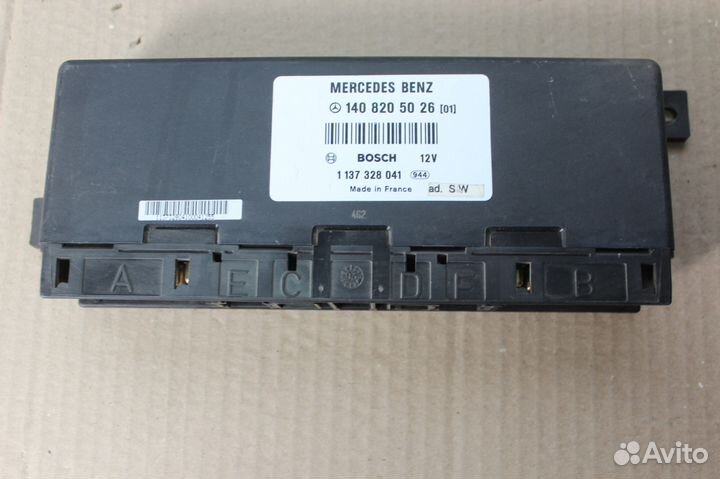 MERCEDES BENZ
140 820 50 26 [01]
BOSCH 12V
1 137 328 041 944
Made in France ad. S.W
462
A E C D F B
Avito